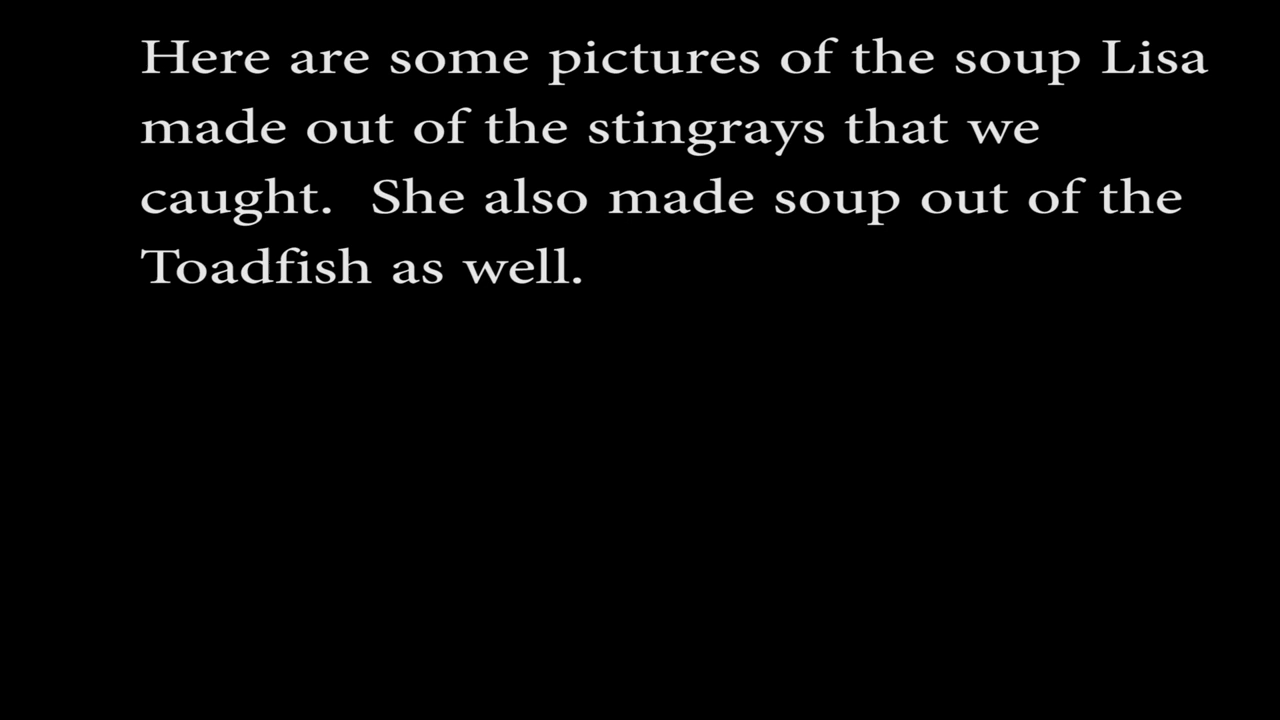 Here are some pictures of the soup Lisa
made out of the stingrays that we
caught.  She also made soup out of the
Toadfish as well.